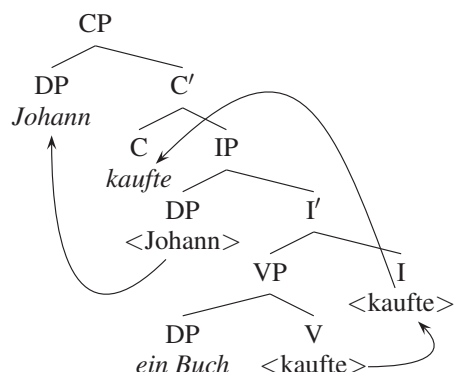 CP
DP C′
Johann
C IP
kaufte
DP I′
<Johann>
VP I
<kaufte>
DP V
ein Buch <kaufte>